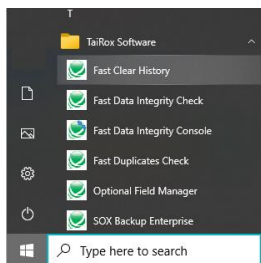 T
TaiRox Software
Fast Clear History
Fast Data Integrity Check
Fast Data Integrity Console
Fast Duplicates Check
Optional Field Manager
SOX Backup Enterprise
Type here to search